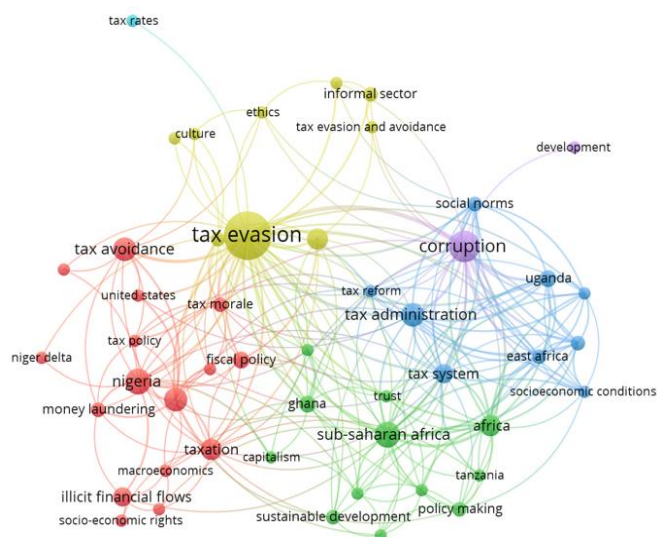 tax rates
informal sector
ethics
tax evasion and avoidance
culture
development
social norms
tax evasion
corruption
tax avoidance
uganda
tax reform
united states
tax morale
tax administration
tax policy
east africa
niger delta
fiscal policy
tax system
nigeria
socioeconomic conditions
trust
money laundering
ghana
africa
sub-saharan africa
taxation
capitalism
macroeconomics
tanzania
illicit financial flows
policy making
sustainable development
socio-economic rights